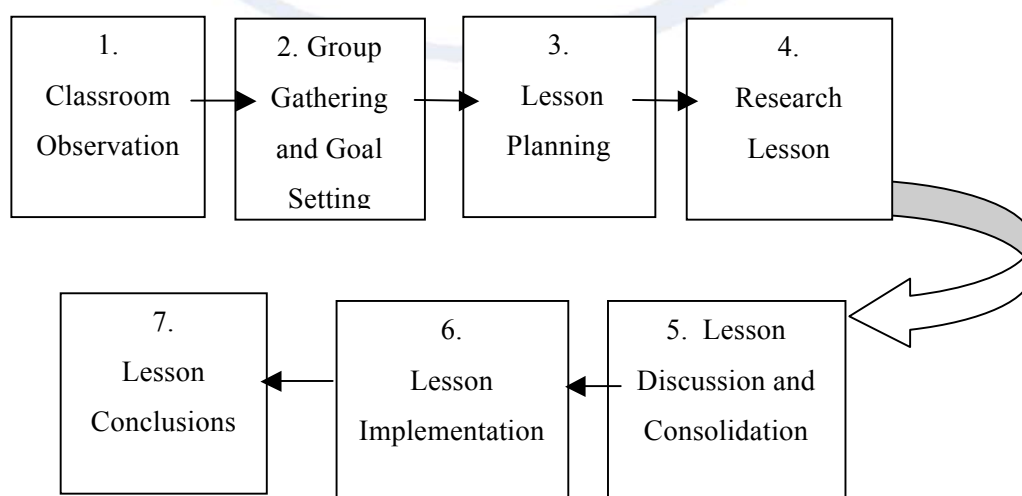 1.
Classroom
Observation
2. Group
Gathering
and Goal
Setting
3.
Lesson
Planning
4.
Research
Lesson
5. Lesson
Discussion and
Consolidation
6.
Lesson
Implementation
7.
Lesson
Conclusions